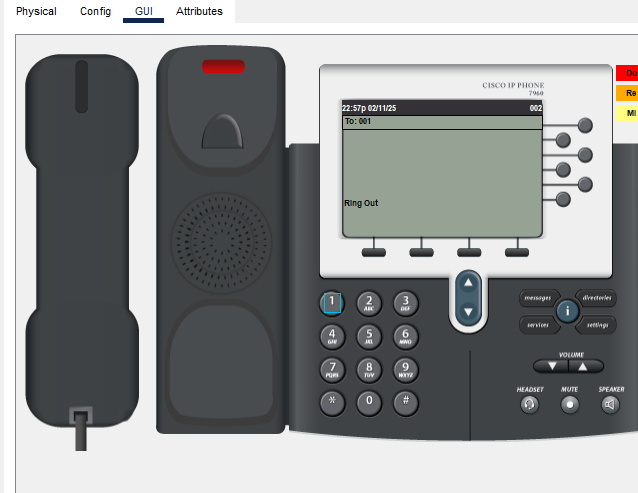 Physical Config GUI Attributes
CISCO IP PHONE
7960
22:57p 02/11/25 002
To: 001
Ring Out
Do
Re
Mi
1
2 ABC
3 DEF
4 GHI
5 JKL
6 MNO
7 PQRS
8 TUV
9 WXYZ
*
0
#
messages
directories
i
services
settings
VOLUME
HEADSET MUTE SPEAKER